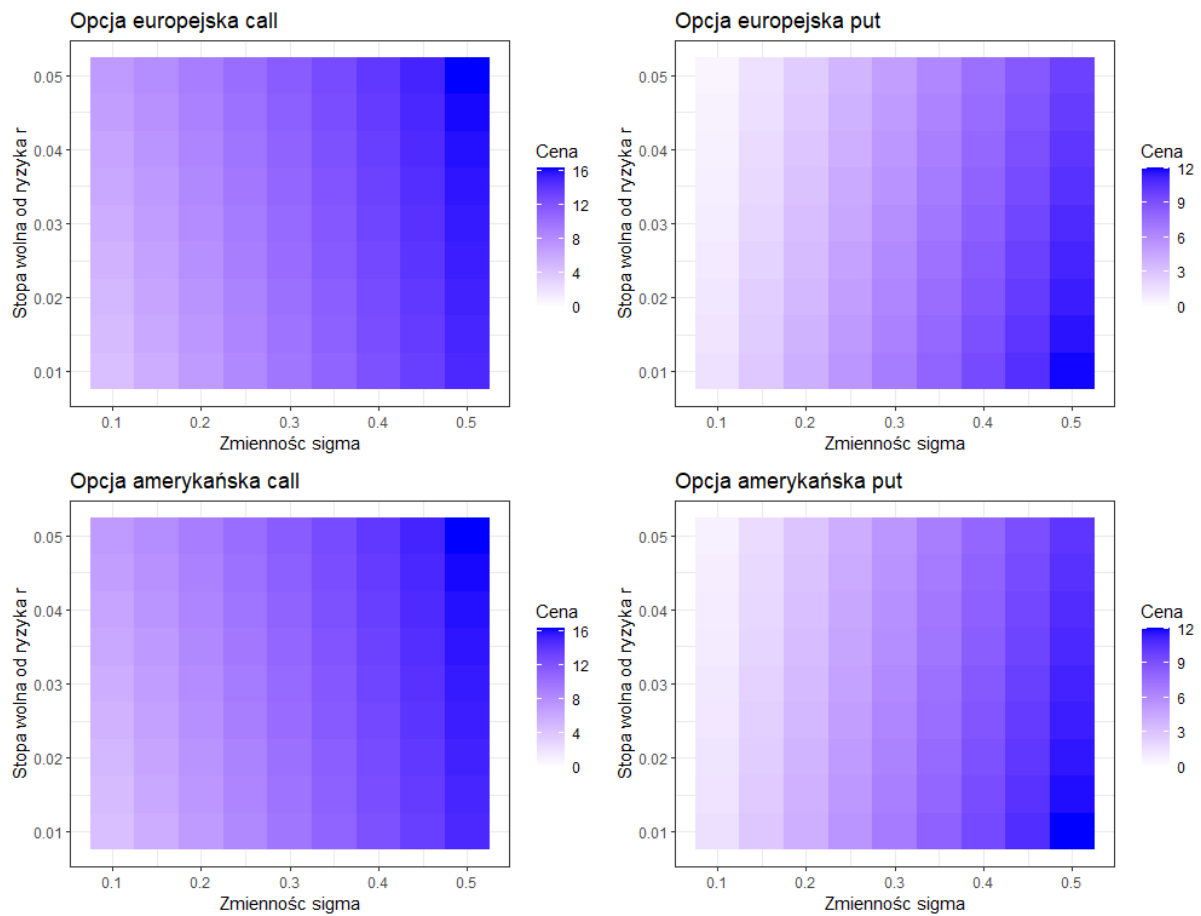 Opcja europejska call
Stopa wolna od ryzyka r
0.05
0.04
0.03
0.02
0.01
0.1 0.2 0.3 0.4 0.5
Zmiennośc sigma
Cena
16
12
8
4
0
Opcja europejska put
Stopa wolna od ryzyka r
0.05
0.04
0.03
0.02
0.01
0.1 0.2 0.3 0.4 0.5
Zmiennośc sigma
Cena
12
9
6
3
0
Opcja amerykańska call
Stopa wolna od ryzyka r
0.05
0.04
0.03
0.02
0.01
0.1 0.2 0.3 0.4 0.5
Zmiennośc sigma
Cena
16
12
8
4
0
Opcja amerykańska put
Stopa wolna od ryzyka r
0.05
0.04
0.03
0.02
0.01
0.1 0.2 0.3 0.4 0.5
Zmiennośc sigma
Cena
12
9
6
3
0